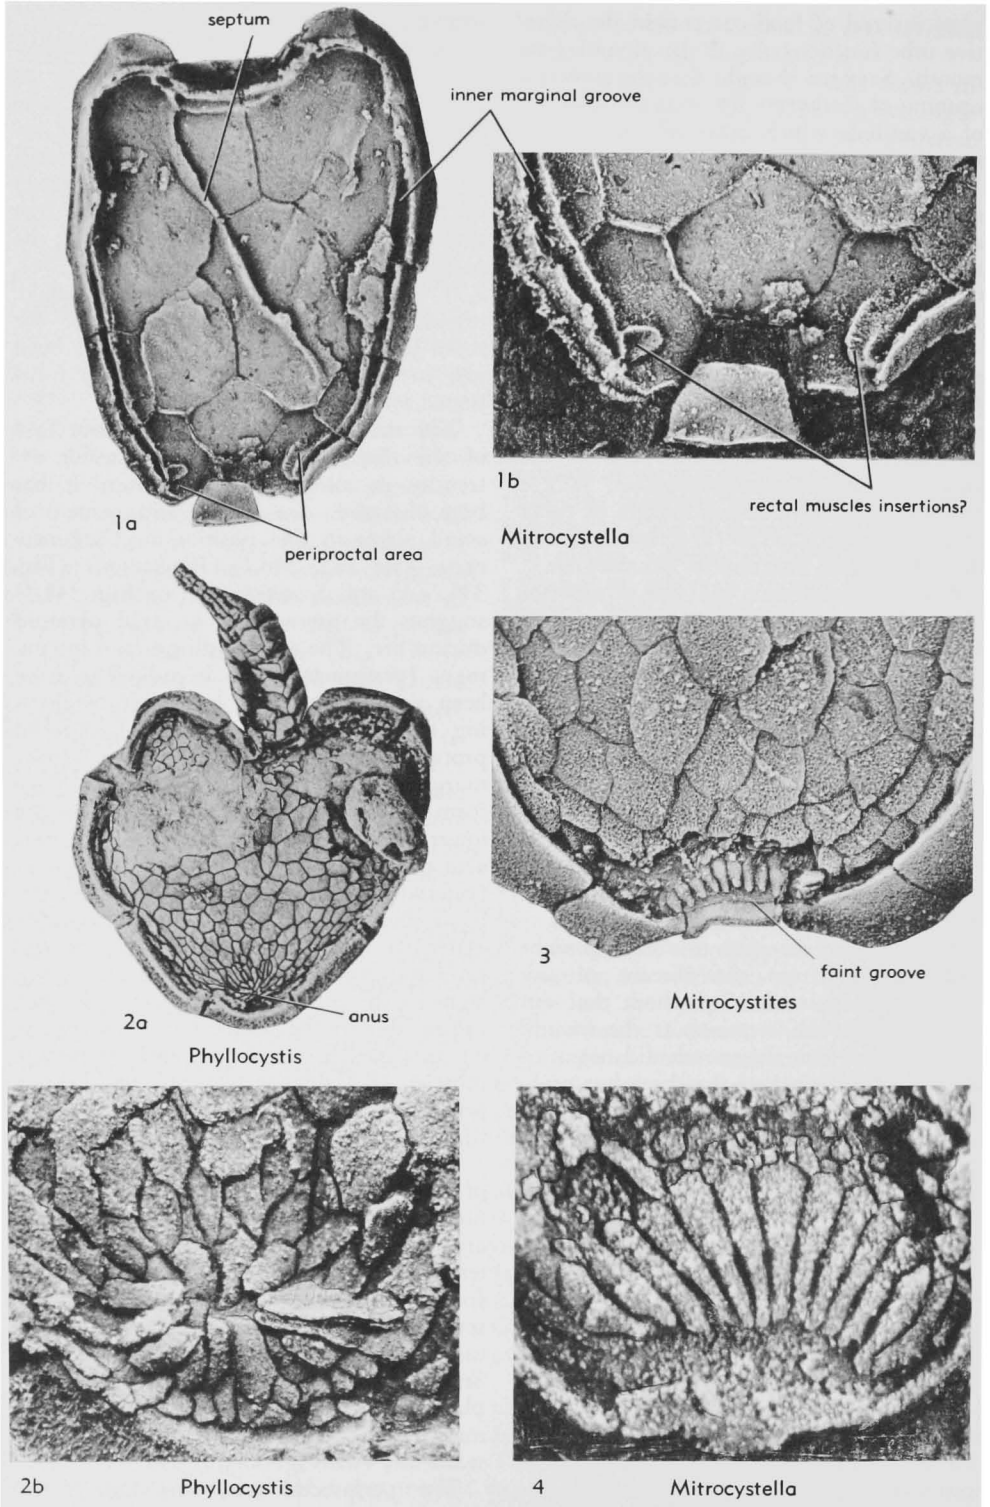 septum
inner marginal groove
1a
periproctal area
1b
rectal muscles insertions?
Mitrocystella
2a
anus
Phyllocystis
3
faint groove
Mitrocystites
2b
Phyllocystis
4
Mitrocystella